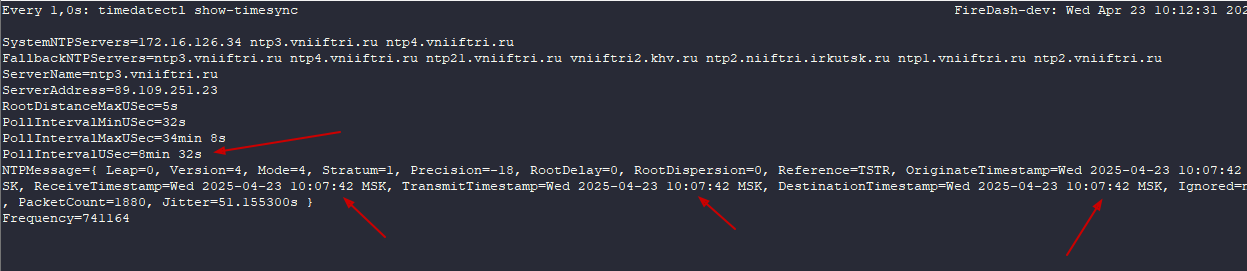 Every 1,0s: timedatectl show-timesync FireDash-dev: Wed Apr 23 10:12:31 202
SystemNTPServers=172.16.126.34 ntp3.vniiftri.ru ntp4.vniiftri.ru
FallbackNTPServers=ntp3.vniiftri.ru ntp4.vniiftri.ru ntp21.vniiftri.ru vniiftri2.khv.ru ntp2.niiftri.irkutsk.ru ntp1.vniiftri.ru ntp2.vniiftri.ru
ServerName=ntp3.vniiftri.ru
ServerAddress=89.109.251.23
RootDistanceMaxUSec=5s
PollIntervalMinUSec=32s
PollIntervalMaxUSec=34min 8s
PollIntervalUSec=8min 32s
NTPMessage={ Leap=0, Version=4, Mode=4, Stratum=1, Precision=-18, RootDelay=0, RootDispersion=0, Reference=TSTR, OriginateTimestamp=Wed 2025-04-23 10:07:42
SK, ReceiveTimestamp=Wed 2025-04-23 10:07:42 MSK, TransmitTimestamp=Wed 2025-04-23 10:07:42 MSK, DestinationTimestamp=Wed 2025-04-23 10:07:42 MSK, Ignored=n
, PacketCount=1880, Jitter=51.155300s }
Frequency=741164